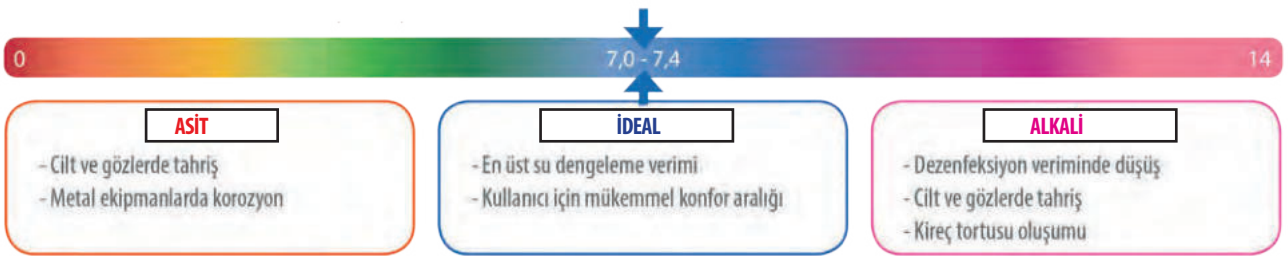 0
7,0 - 7,4
14
ASİT
- Cilt ve gözlerde tahriş
- Metal ekipmanlarda korozyon
İDEAL
- En üst su dengeleme verimi
- Kullanıcı için mükemmel konfor aralığı
ALKALİ
- Dezenfeksiyon veriminde düşüş
- Cilt ve gözlerde tahriş
- Kireç tortusu oluşumu